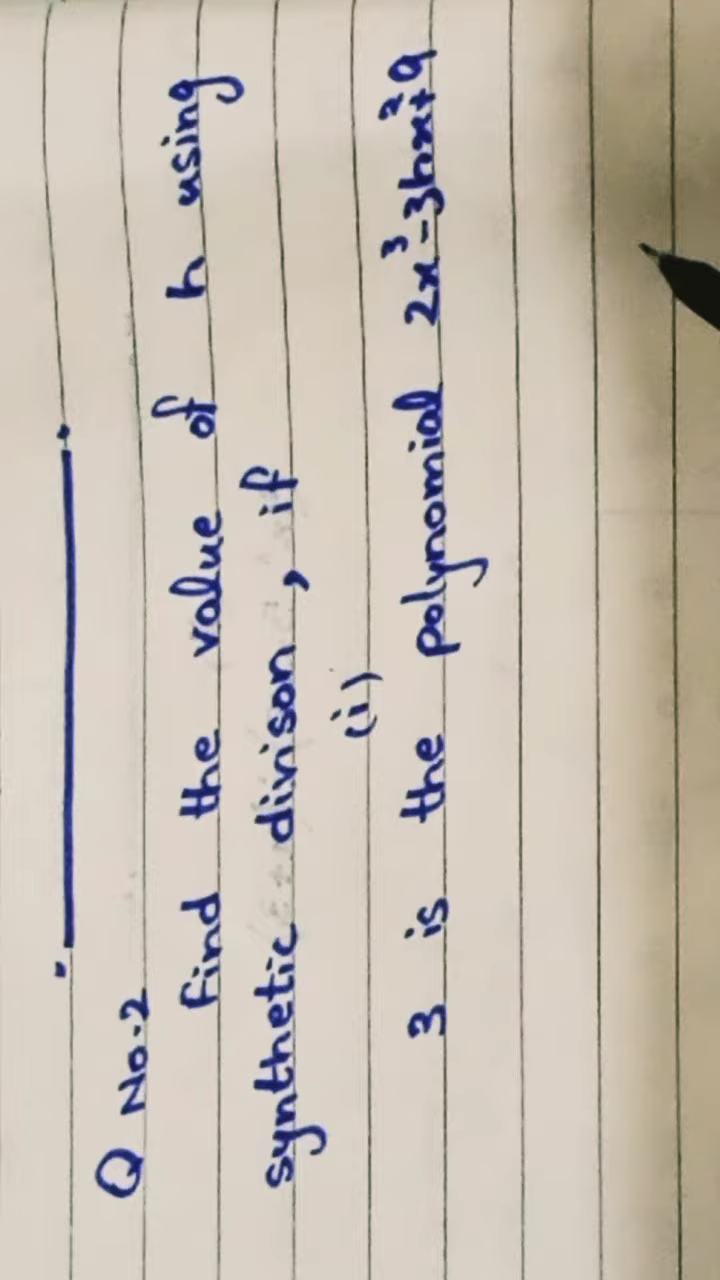 Q No.2
Find the value of h using
synthetic divison, if
(i)
3 is the polynomial 2x³-3hx²+9